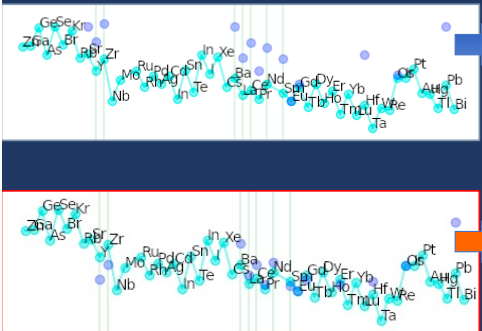 Zn Ga Ge Se Kr As Br Rb Sr Y Zr Nb Mo Ru Rh Pd Ag Cd In Sn Te In Xe Cs Ba La Ce Pr Nd Sm Eu Gd Tb Dy Ho Er Tm Yb Lu Hf Ta W Re Os Pt Au Hg Tl Pb Bi
Zn Ga Ge Se Kr As Br Rb Sr Y Zr Nb Mo Ru Rh Pd Ag Cd In Sn Te In Xe Cs Ba La Ce Pr Nd Sm Eu Gd Tb Dy Ho Er Tm Yb Lu Hf Ta W Re Os Pt Au Hg Tl Pb Bi